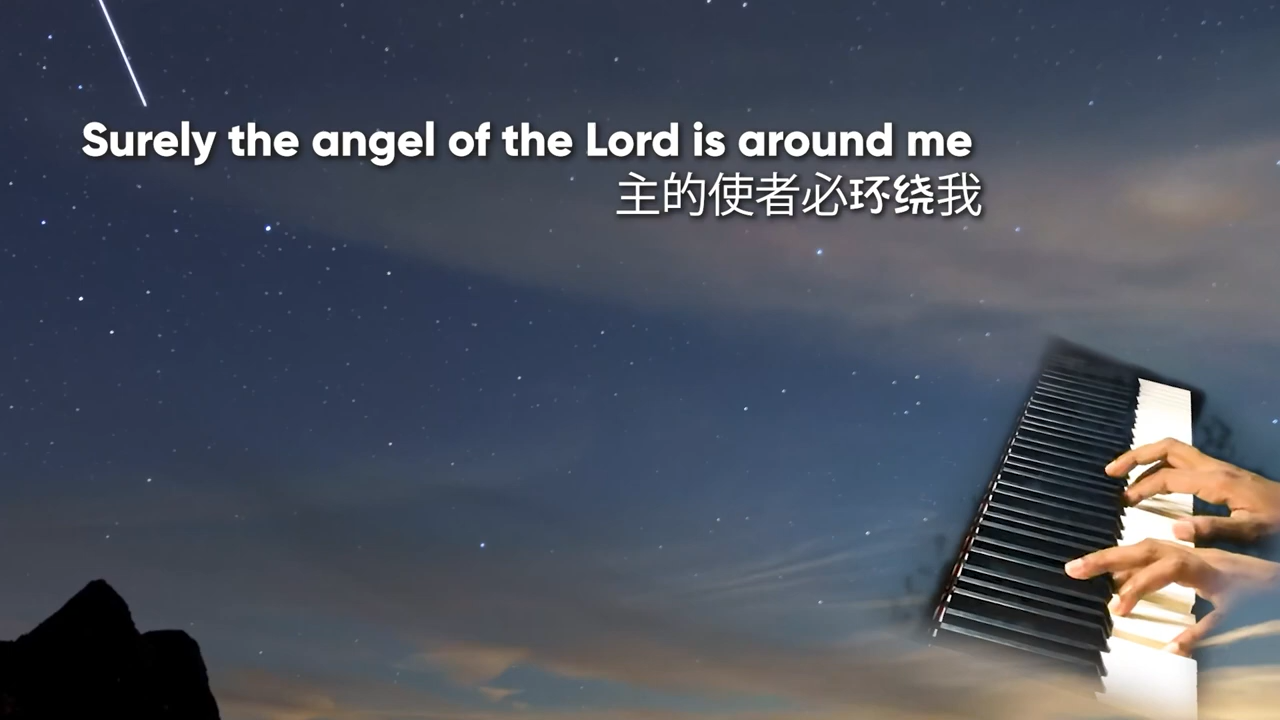 Surely the angel of the Lord is around me
主的使者必环绕我